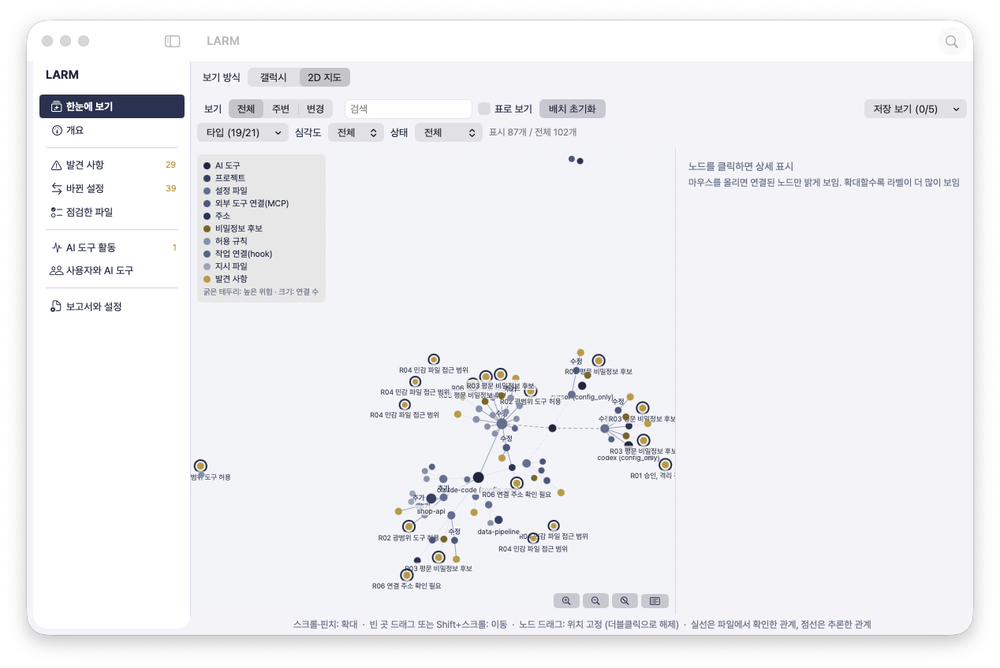 LARM
LARM
한눈에 보기
개요
발견 사항 29
바뀐 설정 39
점검한 파일
AI 도구 활동 1
사용자와 AI 도구
보고서와 설정
보기 방식 갤럭시 2D 지도
보기 전체 주변 변경 검색 표로 보기 배치 초기화 저장 보기 (0/5)
타입 (19/21) 심각도 전체 상태 전체 표시 87개 / 전체 102개
AI 도구
프로젝트
설정 파일
외부 도구 연결(MCP)
주소
비밀정보 후보
허용 규칙
작업 연결(hook)
지시 파일
발견 사항
굵은 테두리: 높은 위험 · 크기: 연결 수
노드를 클릭하면 상세 표시
마우스를 올리면 연결된 노드만 밝게 보임. 확대할수록 라벨이 더 많이 보임
수정
R04 민감 파일 접근 범위
평문 비밀정보 후보
R04 민감 파일 접근 범위
R03 평문 비밀정보 후보
평문 비밀정보
(config_only)
R02 광범위 도구 허용
수정
R04 민감 파일 접근 범위
R03 평문 비밀정보 후보
수정
R03 평문 비밀정보 후보
codex (config_only)
범위 도구 허용
R01 승인, 격리
claude-code
R06 연결 주소 확인 필요
추가
shop-api
수정
data-pipeline
R02 광범위 도구 허용
민감 파일 접근 범위
R04 민감 파일 접근 범위
R03 평문 비밀정보 후보
R06 연결 주소 확인 필요
스크롤·핀치: 확대 · 빈 곳 드래그 또는 Shift+스크롤: 이동 · 노드 드래그: 위치 고정 (더블클릭으로 해제) · 실선은 파일에서 확인한 관계, 점선은 추론한 관계